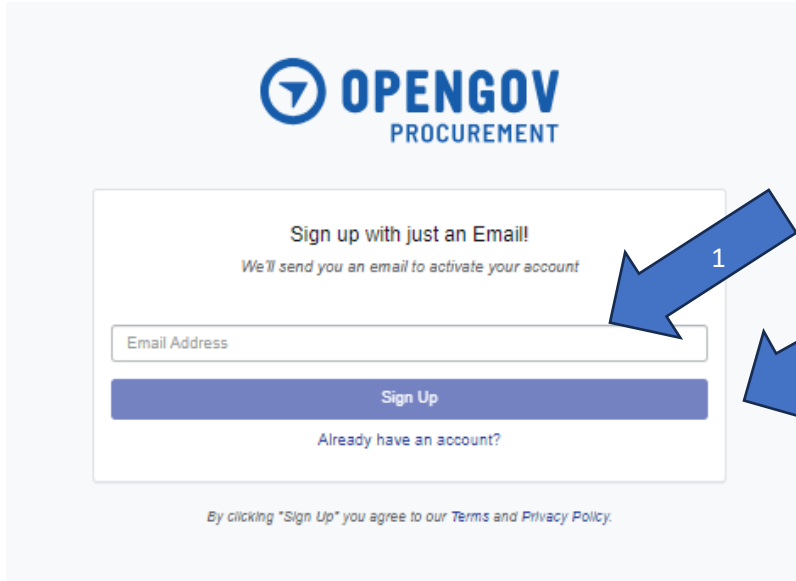 OPENGOV
PROCUREMENT
Sign up with just an Email!
We'll send you an email to activate your account
1
Email Address
Sign Up
Already have an account?
By clicking "Sign Up" you agree to our Terms and Privacy Policy.